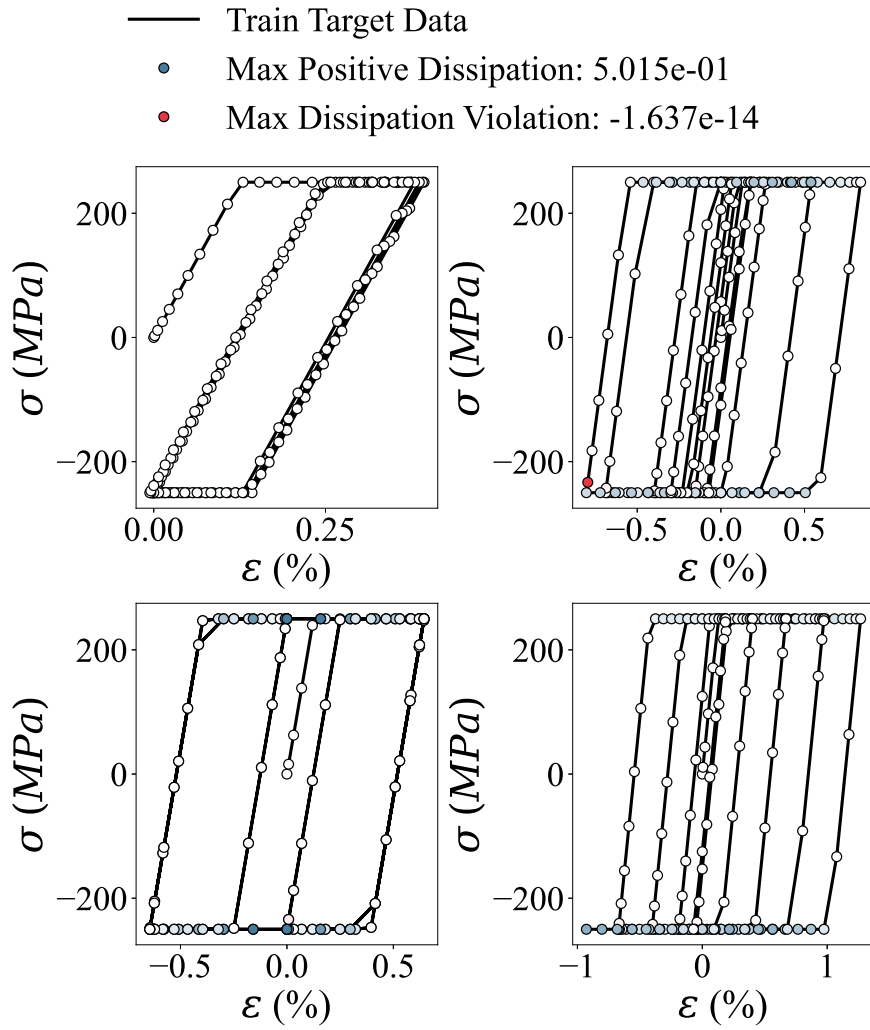 Train Target Data
Max Positive Dissipation: 5.015e-01
Max Dissipation Violation: -1.637e-14
200
0
−200
σ (MPa)
0.00 0.25
ε (%)
200
0
−200
σ (MPa)
−0.5 0.0 0.5
ε (%)
200
0
−200
σ (MPa)
−0.5 0.0 0.5
ε (%)
200
0
−200
σ (MPa)
−1 0 1
ε (%)